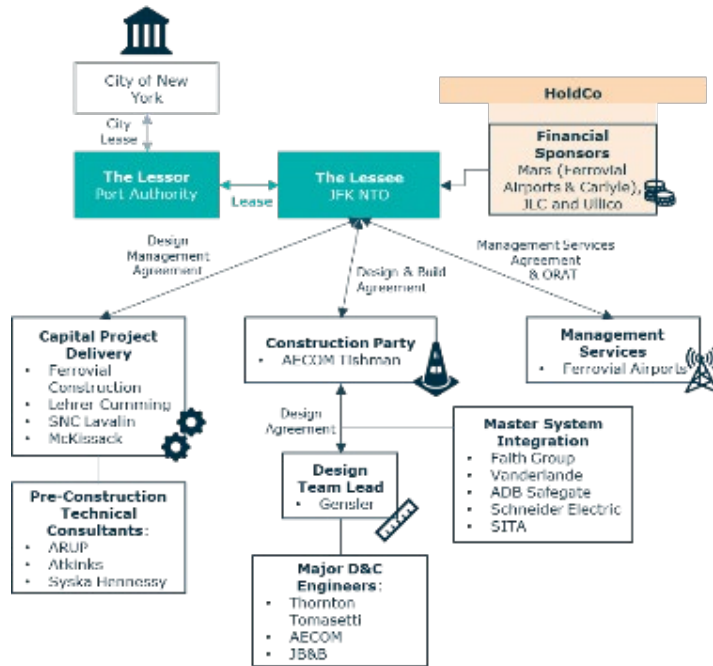 City of New
York
City
Lease
HoldCo
Financial
Sponsors
Mars (Ferrovial
Airports & Carlyle),
JLC and Ullico
The Lessor
Port Authority
Lease
The Lessee
JFK NTO
Design
Management
Agreement
Design & Build
Agreement
Management Services
Agreement
& ORAT
Capital Project
Delivery
• Ferrovial
Construction
• Lehrer Cumming
• SNC Lavalin
• McKissack
Construction Party
• AECOM Tishman
Management
Services
• Ferrovial Airports
Design
Agreement
Master System
Integration
• Faith Group
• Vanderlande
• ADB Safegate
• Schneider Electric
• SITA
Design
Team Lead
• Gensler
Pre-Construction
Technical
Consultants:
• ARUP
• Atkinks
• Syska Hennessy
Major D&C
Engineers:
• Thornton
Tomasetti
• AECOM
• JB&B